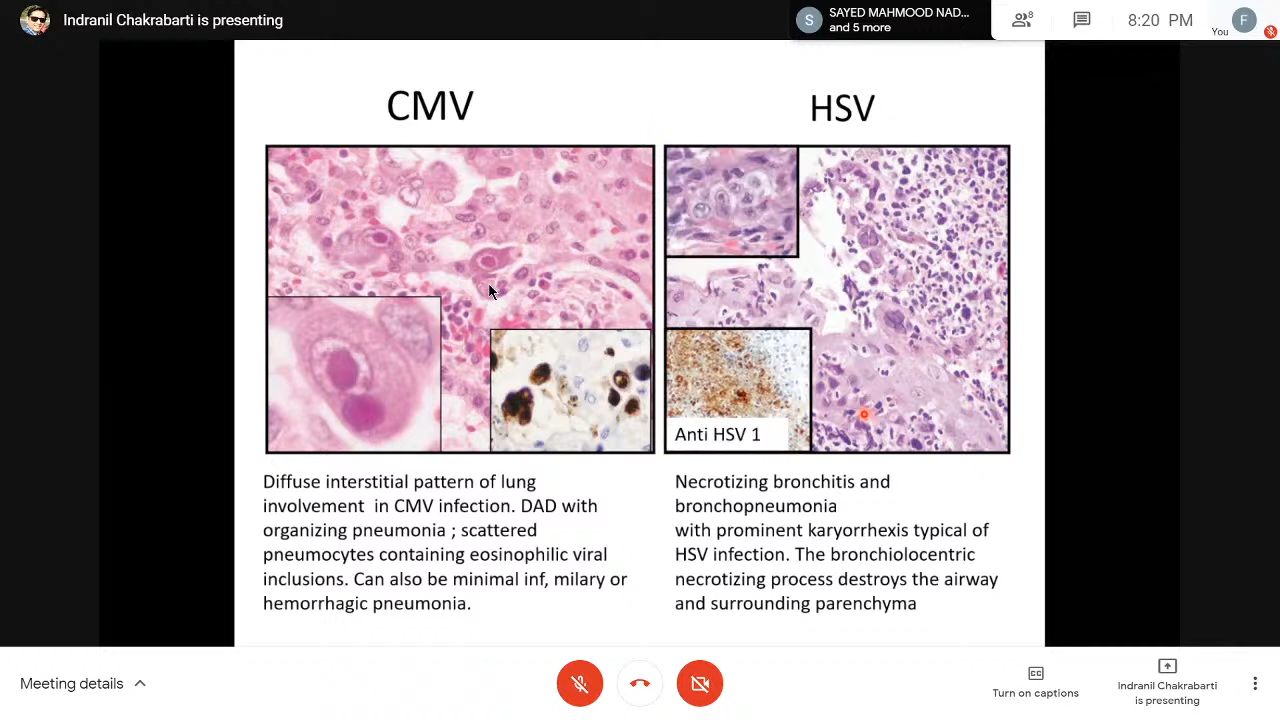 Indranil Chakrabarti is presenting
S
SAYED MAHMOOD NAD...
and 5 more
8
8:20 PM
You
F
CMV
HSV
Anti HSV 1
Diffuse interstitial pattern of lung
involvement in CMV infection. DAD with
organizing pneumonia ; scattered
pneumocytes containing eosinophilic viral
inclusions. Can also be minimal inf, milary or
hemorrhagic pneumonia.
Necrotizing bronchitis and
bronchopneumonia
with prominent karyorrhexis typical of
HSV infection. The bronchiolocentric
necrotizing process destroys the airway
and surrounding parenchyma
Meeting details
CC
Turn on captions
Indranil Chakrabarti
is presenting